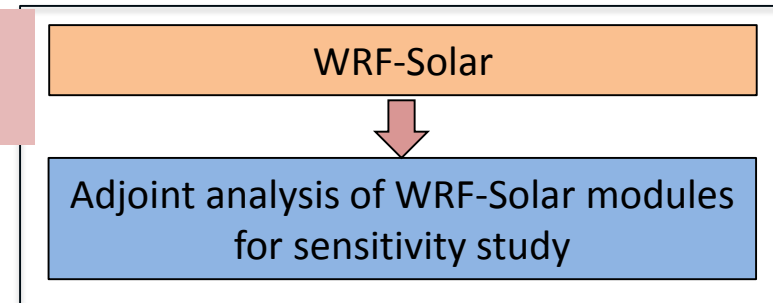 WRF-Solar
Adjoint analysis of WRF-Solar modules
for sensitivity study